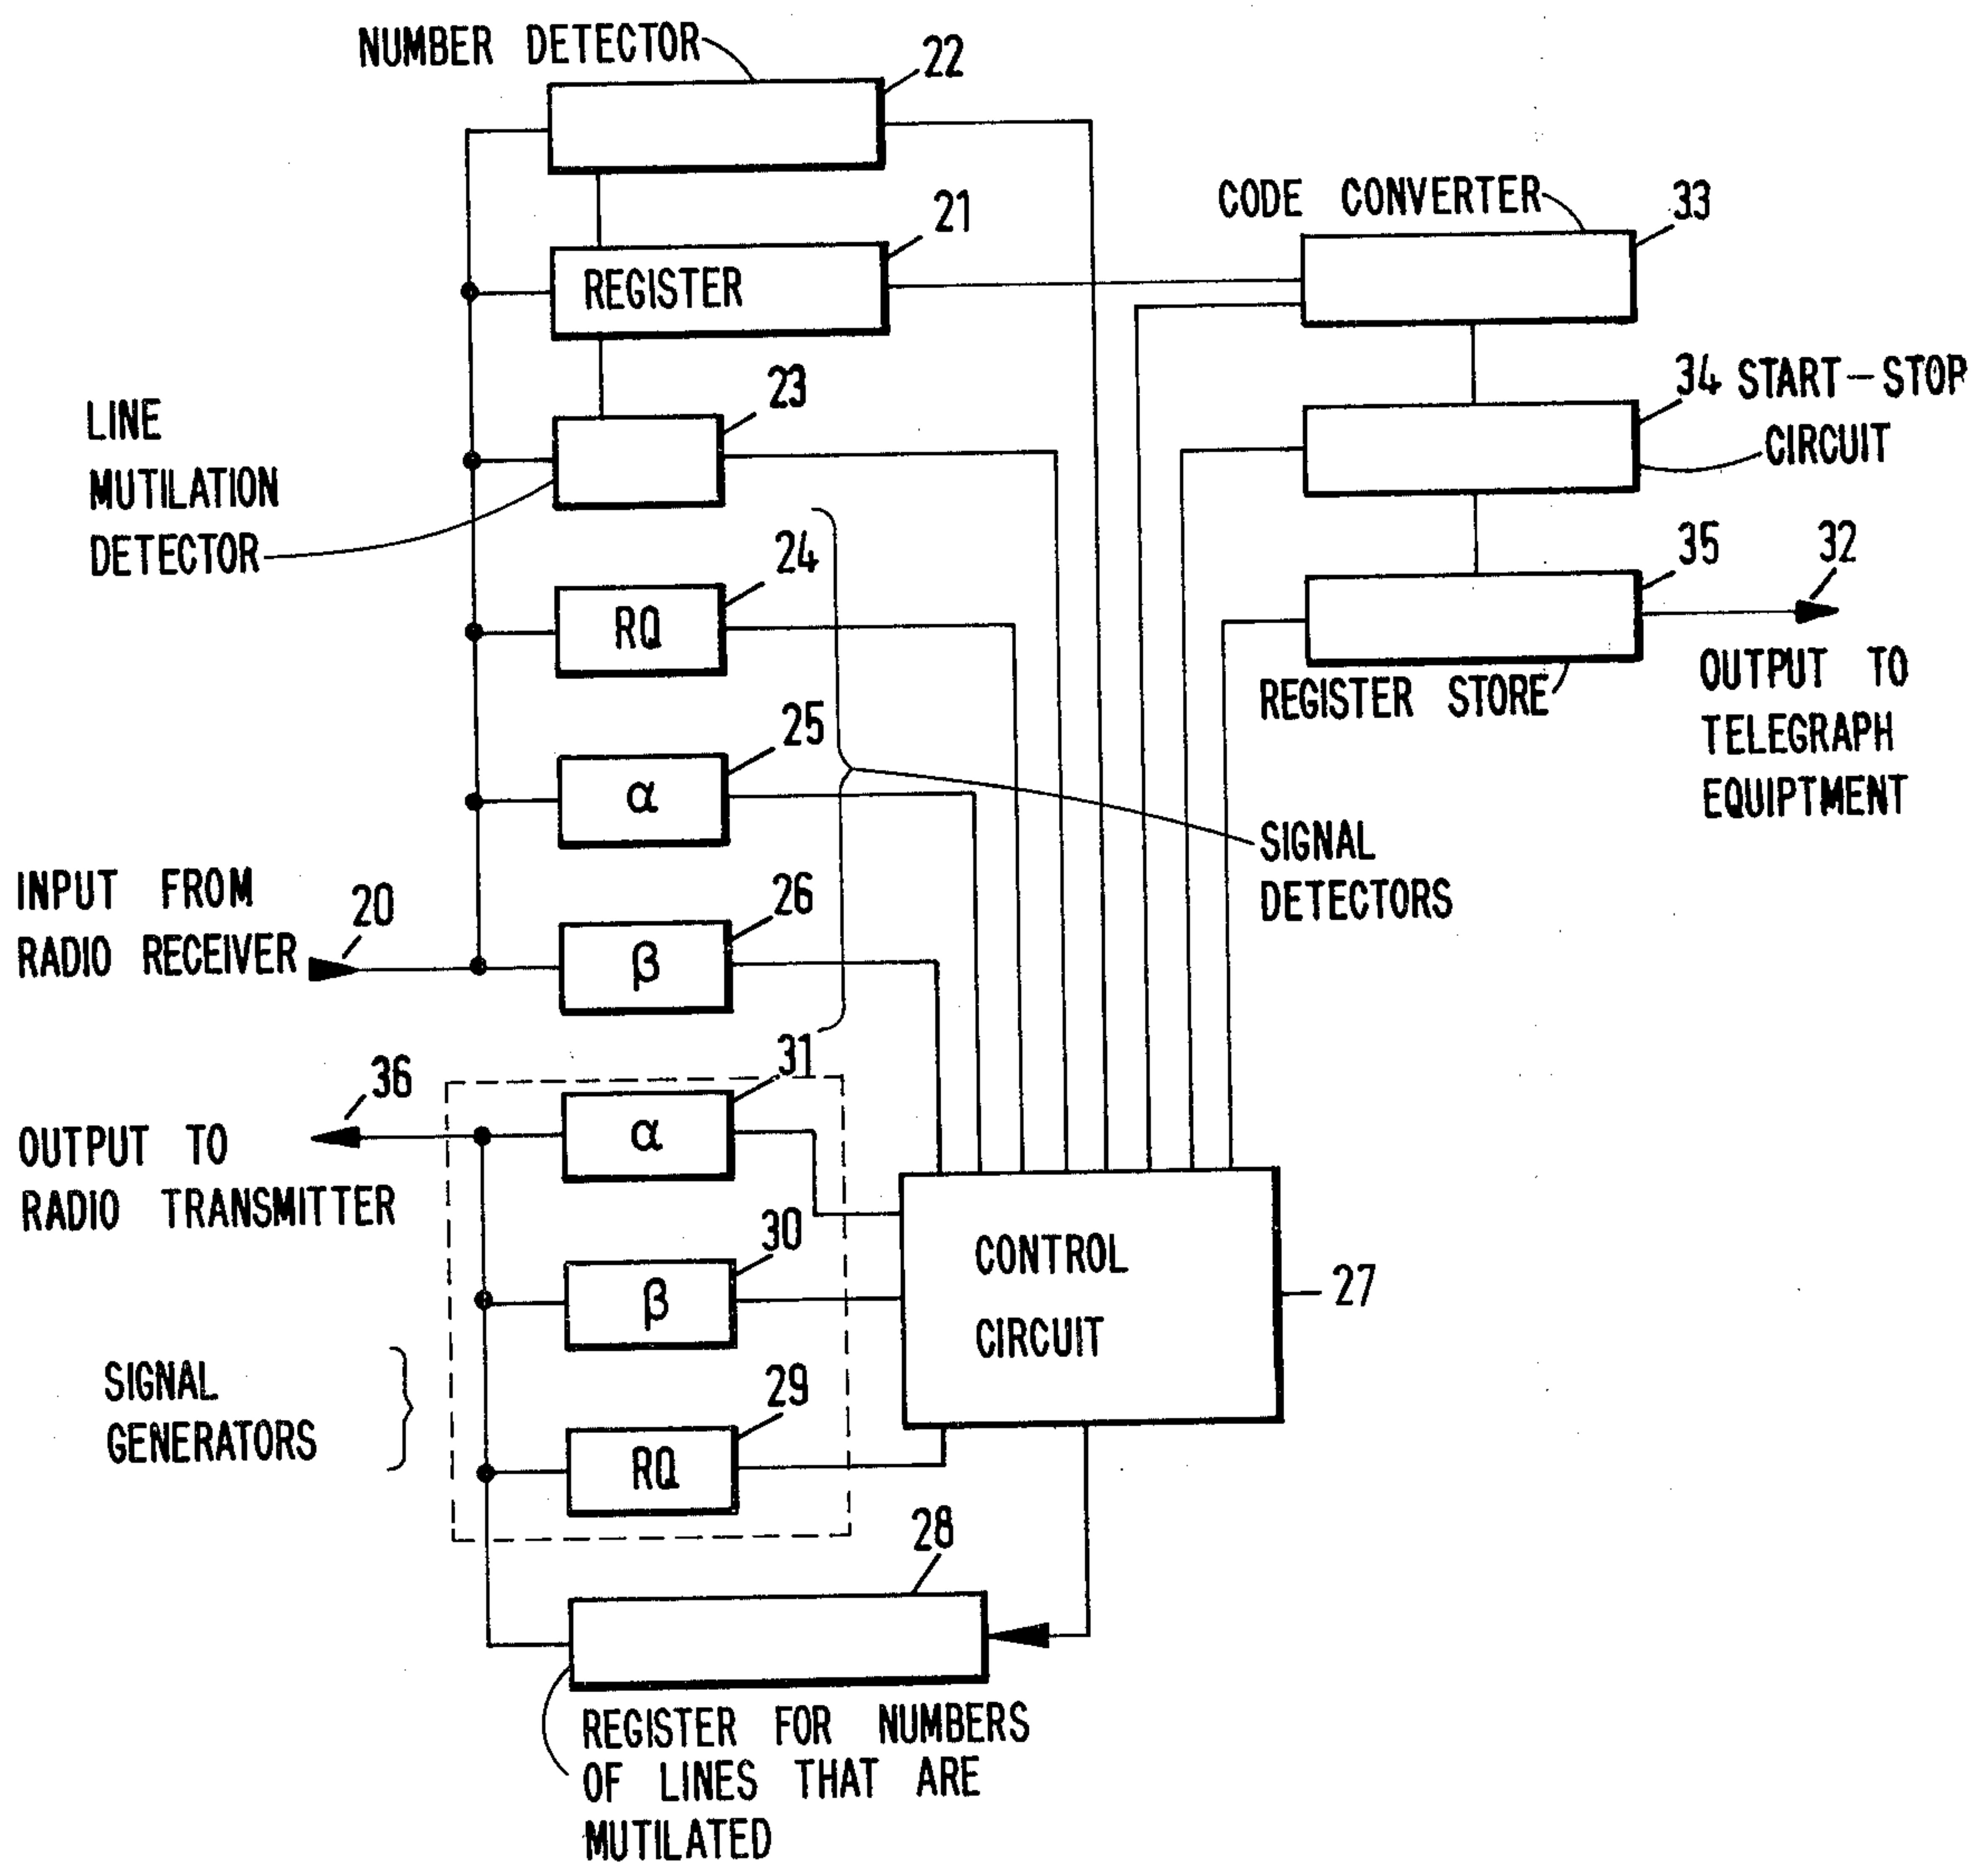 NUMBER DETECTOR
22
21
REGISTER
CODE CONVERTER
33
LINE
MUTILATION
DETECTOR
23
34 START-STOP
CIRCUIT
24
RQ
35
32
REGISTER STORE
OUTPUT TO
TELEGRAPH
EQUIPTMENT
25
α
SIGNAL
DETECTORS
INPUT FROM
RADIO RECEIVER
20
26
β
36
OUTPUT TO
RADIO TRANSMITTER
31
α
30
β
CONTROL
CIRCUIT
27
SIGNAL
GENERATORS
29
RQ
28
REGISTER FOR NUMBERS
OF LINES THAT ARE
MUTILATED